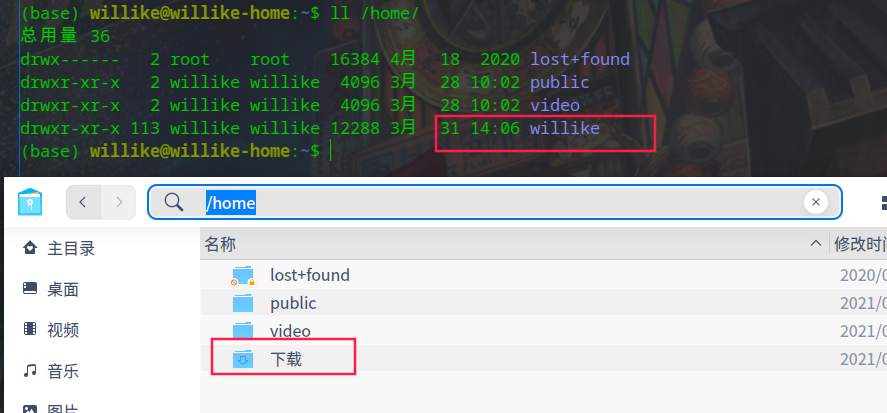 (base) willike@willike-home:~$ ll /home/
总用量 36
drwx------ 2 root root 16384 4月 18 2020 lost+found
drwxr-xr-x 2 willike willike 4096 3月 28 10:02 public
drwxr-xr-x 2 willike willike 4096 3月 28 10:02 video
drwxr-xr-x 113 willike willike 12288 3月 31 14:06 willike
(base) willike@willike-home:~$
/home
主目录
桌面
视频
音乐
图片
名称 修改时间
lost+found 2020/0
public 2021/0
video 2021/0
下载 2021/0